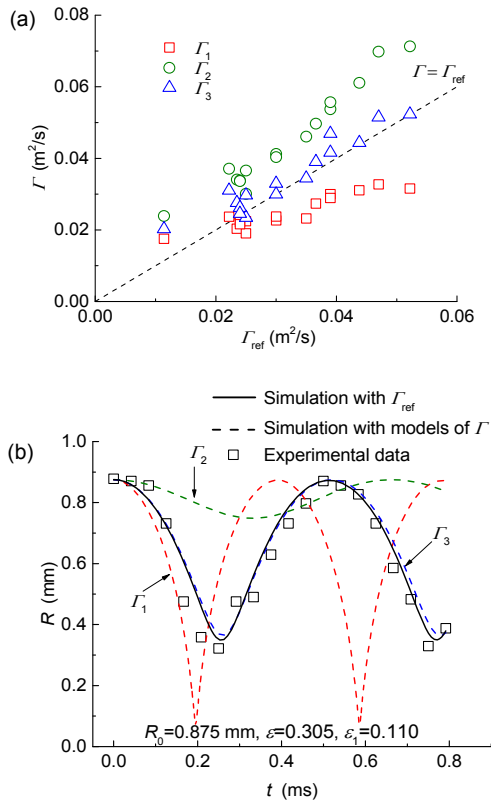 (a)
Γ₁
Γ₂
Γ₃
Γ = Γref
0.08
0.06
0.04
0.02
0.00
Γ (m²/s)
0.00 0.02 0.04 0.06
Γref (m²/s)
Simulation with Γref
Simulation with models of Γ
Experimental data
(b)
Γ₂
Γ₁
Γ₃
1.0
0.8
0.6
0.4
0.2
0.0
R (mm)
R₀=0.875 mm, ε=0.305, ε₁=0.110
0.0 0.2 0.4 0.6 0.8
t (ms)